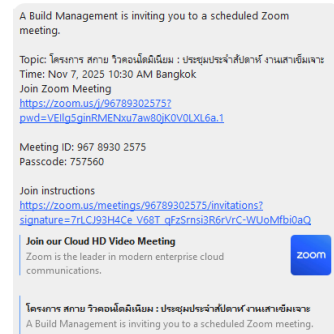 A Build Management is inviting you to a scheduled Zoom
meeting.
Topic: โครงการ สกาย วิวคอนโดมิเนียม : ประชุมประจำสัปดาห์ งานเสาเข็มเจาะ
Time: Nov 7, 2025 10:30 AM Bangkok
Join Zoom Meeting
https://zoom.us/j/96789302575?
pwd=VEIlg5ginRMENxu7aw80jK0V0LXL6a.1
Meeting ID: 967 8930 2575
Passcode: 757560
Join instructions
https://zoom.us/meetings/96789302575/invitations?
signature=7rLCJ93H4Ce_V68T_qFzSrnsi3R6rVrC-WUoMfbi0aQ
Join our Cloud HD Video Meeting
Zoom is the leader in modern enterprise cloud
communications.
zoom
โครงการ สกาย วิวคอนโดมิเนียม : ประชุมประจำสัปดาห์ งานเสาเข็มเจาะ
A Build Management is inviting you to a scheduled Zoom meeting.